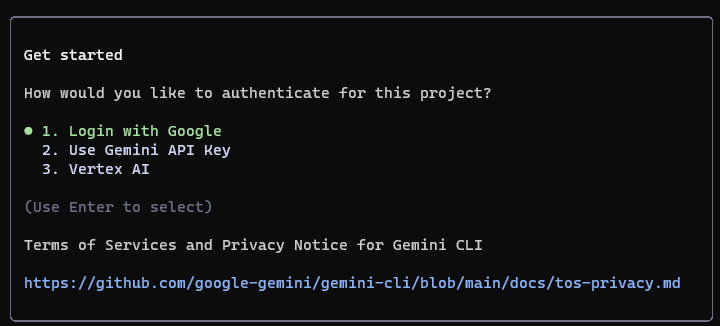 Get started
How would you like to authenticate for this project?
● 1. Login with Google
2. Use Gemini API Key
3. Vertex AI
(Use Enter to select)
Terms of Services and Privacy Notice for Gemini CLI
https://github.com/google-gemini/gemini-cli/blob/main/docs/tos-privacy.md